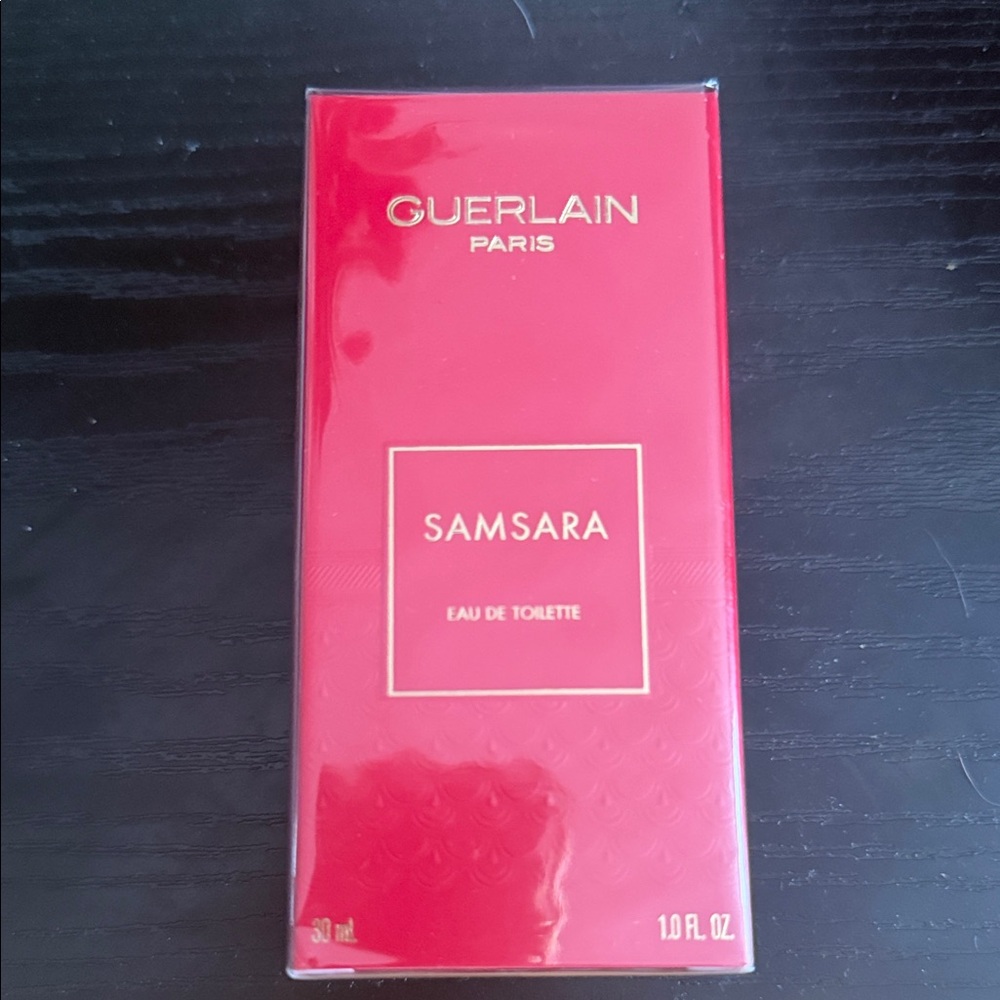 GUERLAIN
PARIS
SAMSARA
EAU DE TOILETTE
30 ml. 1.0 FL. OZ.